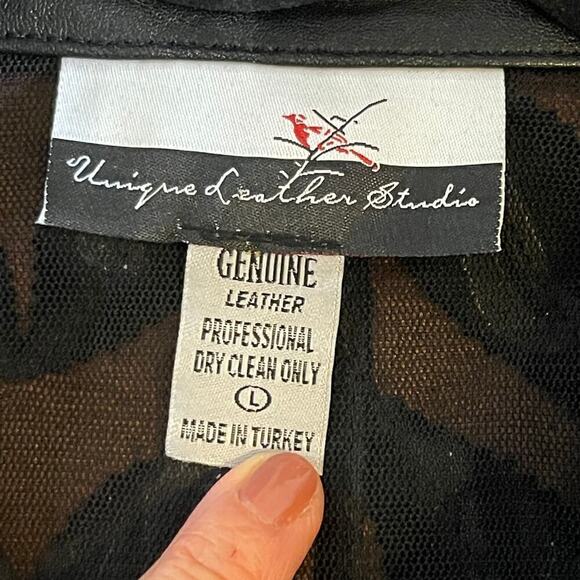 Unique Leather Studio
GENUINE
LEATHER
PROFESSIONAL
DRY CLEAN ONLY
L
MADE IN TURKEY